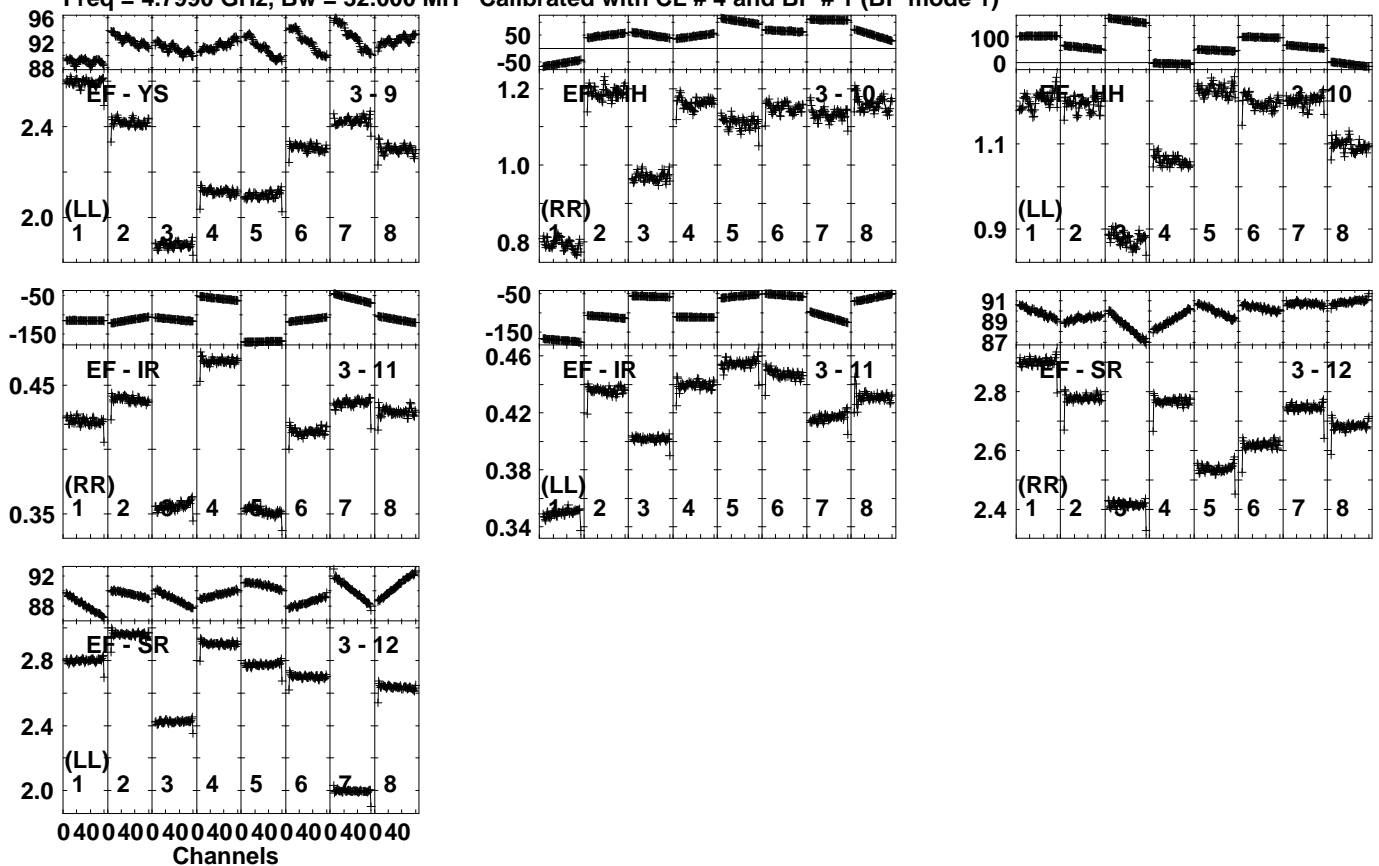 Freq = 4.7990 GHz, Bw = 32.000 MH Calibrated with CL # 4 and BP # 1 (BP mode 1)
96
92
88
EF - YS 3 - 9
2.4
2.0
(LL)
1 2 3 4 5 6 7 8
50
-50
1.2
EF - HH 3 - 10
1.0
(RR)
0.8
1 2 3 4 5 6 7 8
100
0
EF - HH 3 - 10
1.1
(LL)
0.9
1 2 3 4 5 6 7 8
-50
-150
EF - IR 3 - 11
0.45
(RR)
0.35
1 2 3 4 5 6 7 8
-50
-150
0.46
EF - IR 3 - 11
0.42
0.38
(LL)
1 2 3 4 5 6 7 8
0.34
91
89
87
EF - SR 3 - 12
2.8
2.6
(RR)
2.4
1 2 3 4 5 6 7 8
92
88
EF - SR 3 - 12
2.8
2.4
(LL)
2.0
1 2 3 4 5 6 7 8
0 40 0 40 0 40 0 40 0 40 0 40 0 40 0 40
Channels